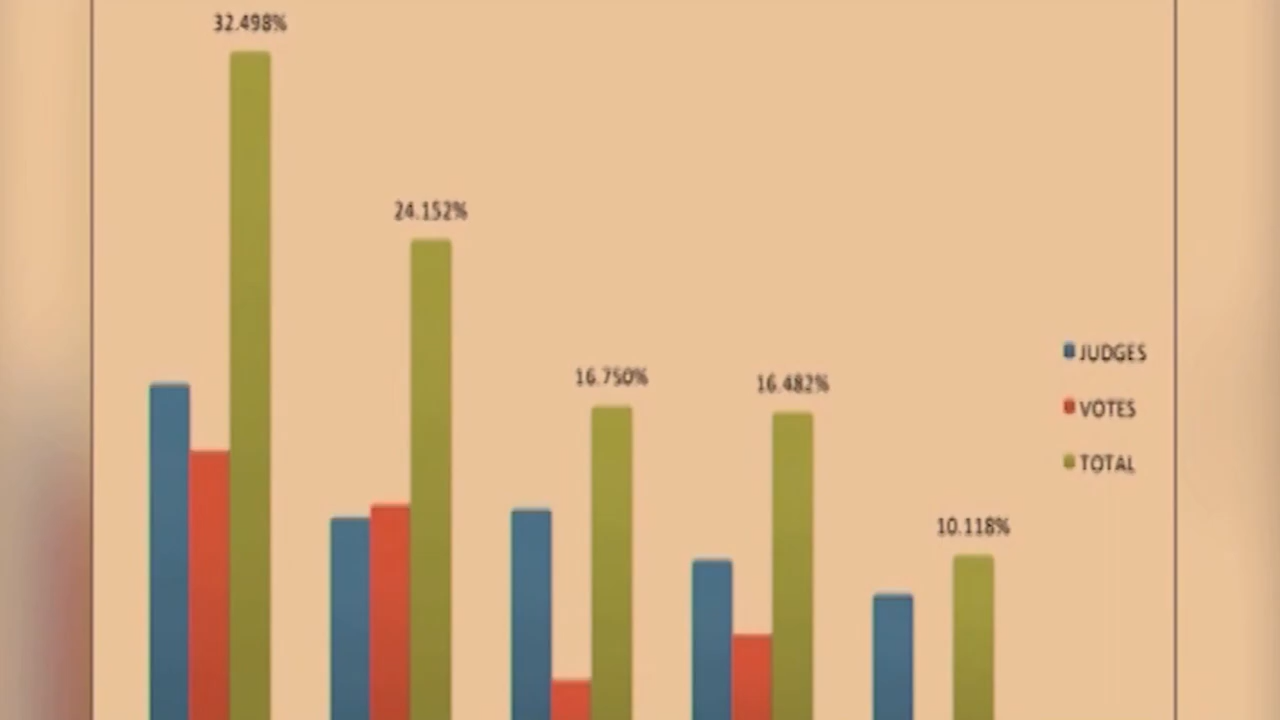 32.498%
24.152%
16.750%
16.482%
10.118%
JUDGES
VOTES
TOTAL